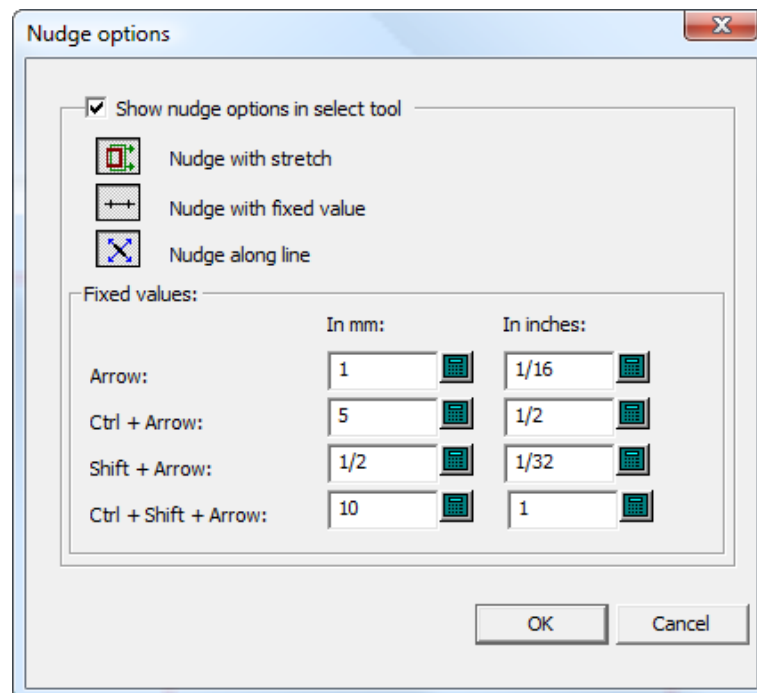 Nudge options
Show nudge options in select tool
Nudge with stretch
Nudge with fixed value
Nudge along line
Fixed values:
In mm: In inches:
Arrow: 1 1/16
Ctrl + Arrow: 5 1/2
Shift + Arrow: 1/2 1/32
Ctrl + Shift + Arrow: 10 1
OK Cancel